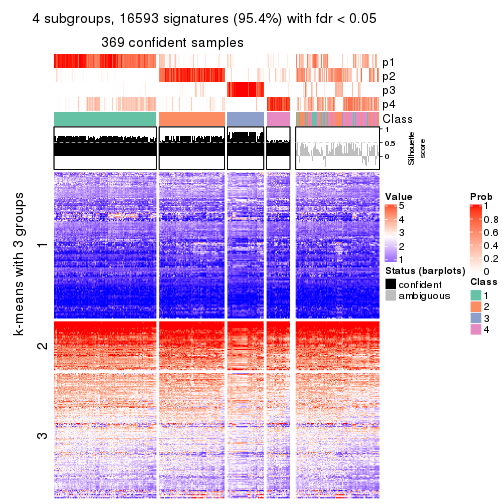 4 subgroups, 16593 signatures (95.4%) with fdr < 0.05
369 confident samples
p1
p2
p3
p4
Class
1
0.5
0
Silhouette
score
k-means with 3 groups
1
2
3
Value
5
4
3
2
1
Status (barplots)
confident
ambiguous
Prob
1
0.8
0.6
0.4
0.2
0
Class
1
2
3
4